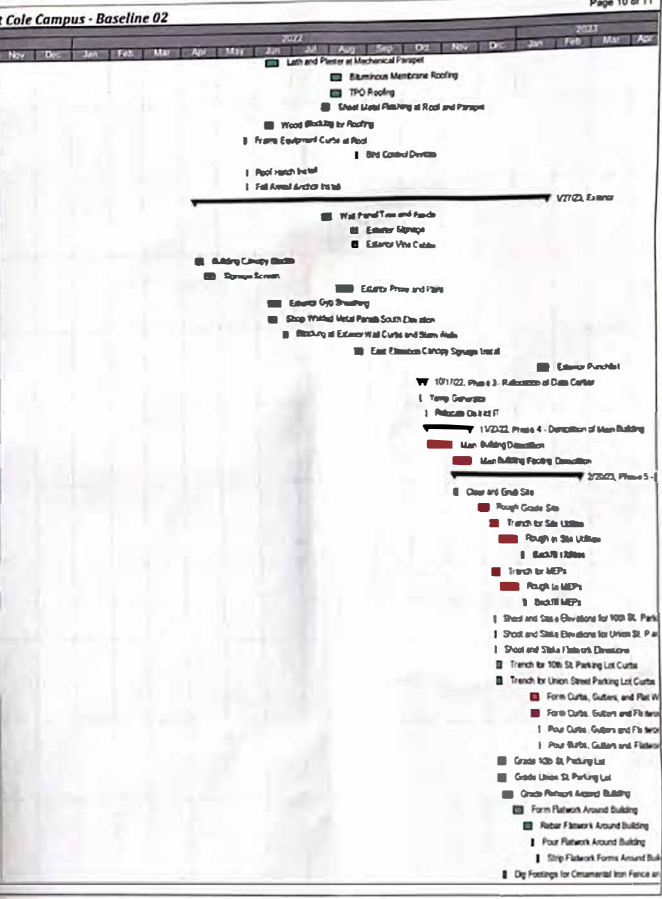 Page 10 of 11
t Cole Campus - Baseline 02
2022 2023
Nov Dec Jan Feb Mar Apr May Jun Jul Aug Sep Oct Nov Dec Jan Feb Mar Apr
Lath and Plaster at Mechanical Parapet
Bituminous Membrane Roofing
TPO Roofing
Sheet Metal Flashing at Roof and Parapet
Wood Blocking for Roofing
Frame Equipment Curbs at Roof
Bird Control Devices
Roof Hatch Install
Fall Arrest Anchor Install
1/27/23, Exterior
Wall Panel Trim and Panels
Exterior Signage
Exterior Vine Cables
Building Canopy Steel
Signage Screen
Exterior Prime and Paint
Exterior Gyp Sheathing
Shop Welded Metal Panels South Elevation
Blocking at Exterior Wall Curbs and Stem Walls
East Elevation Canopy Signage Install
Exterior Punchlist
10/17/22, Phase 3 - Relocation of Data Center
Temp Generator
Relocate District IT
11/22/22, Phase 4 - Demolition of Main Building
Main Building Demolition
Main Building Footing Demolition
2/20/23, Phase 5 -
Clear and Grub Site
Rough Grade Site
Trench for Site Utilities
Rough in Site Utilities
Backfill Utilities
Trench for MEPs
Rough in MEPs
Backfill MEPs
Shoot and Stake Elevations for 10th St. Park
Shoot and Stake Elevations for Union St. Pa
Shoot and Stake Flatwork Elevations
Trench for 10th St. Parking Lot Curbs
Trench for Union Street Parking Lot Curbs
Form Curbs, Gutters, and Flat W
Form Curbs, Gutters and Flatwo
Pour Curbs, Gutters and Flatwo
Pour Curbs, Gutters and Flatwor
Grade 10th St. Parking Lot
Grade Union St. Parking Lot
Grade Flatwork Around Building
Form Flatwork Around Building
Rebar Flatwork Around Building
Pour Flatwork Around Building
Strip Flatwork Forms Around Buil
Dig Footings for Ornamental Iron Fence an